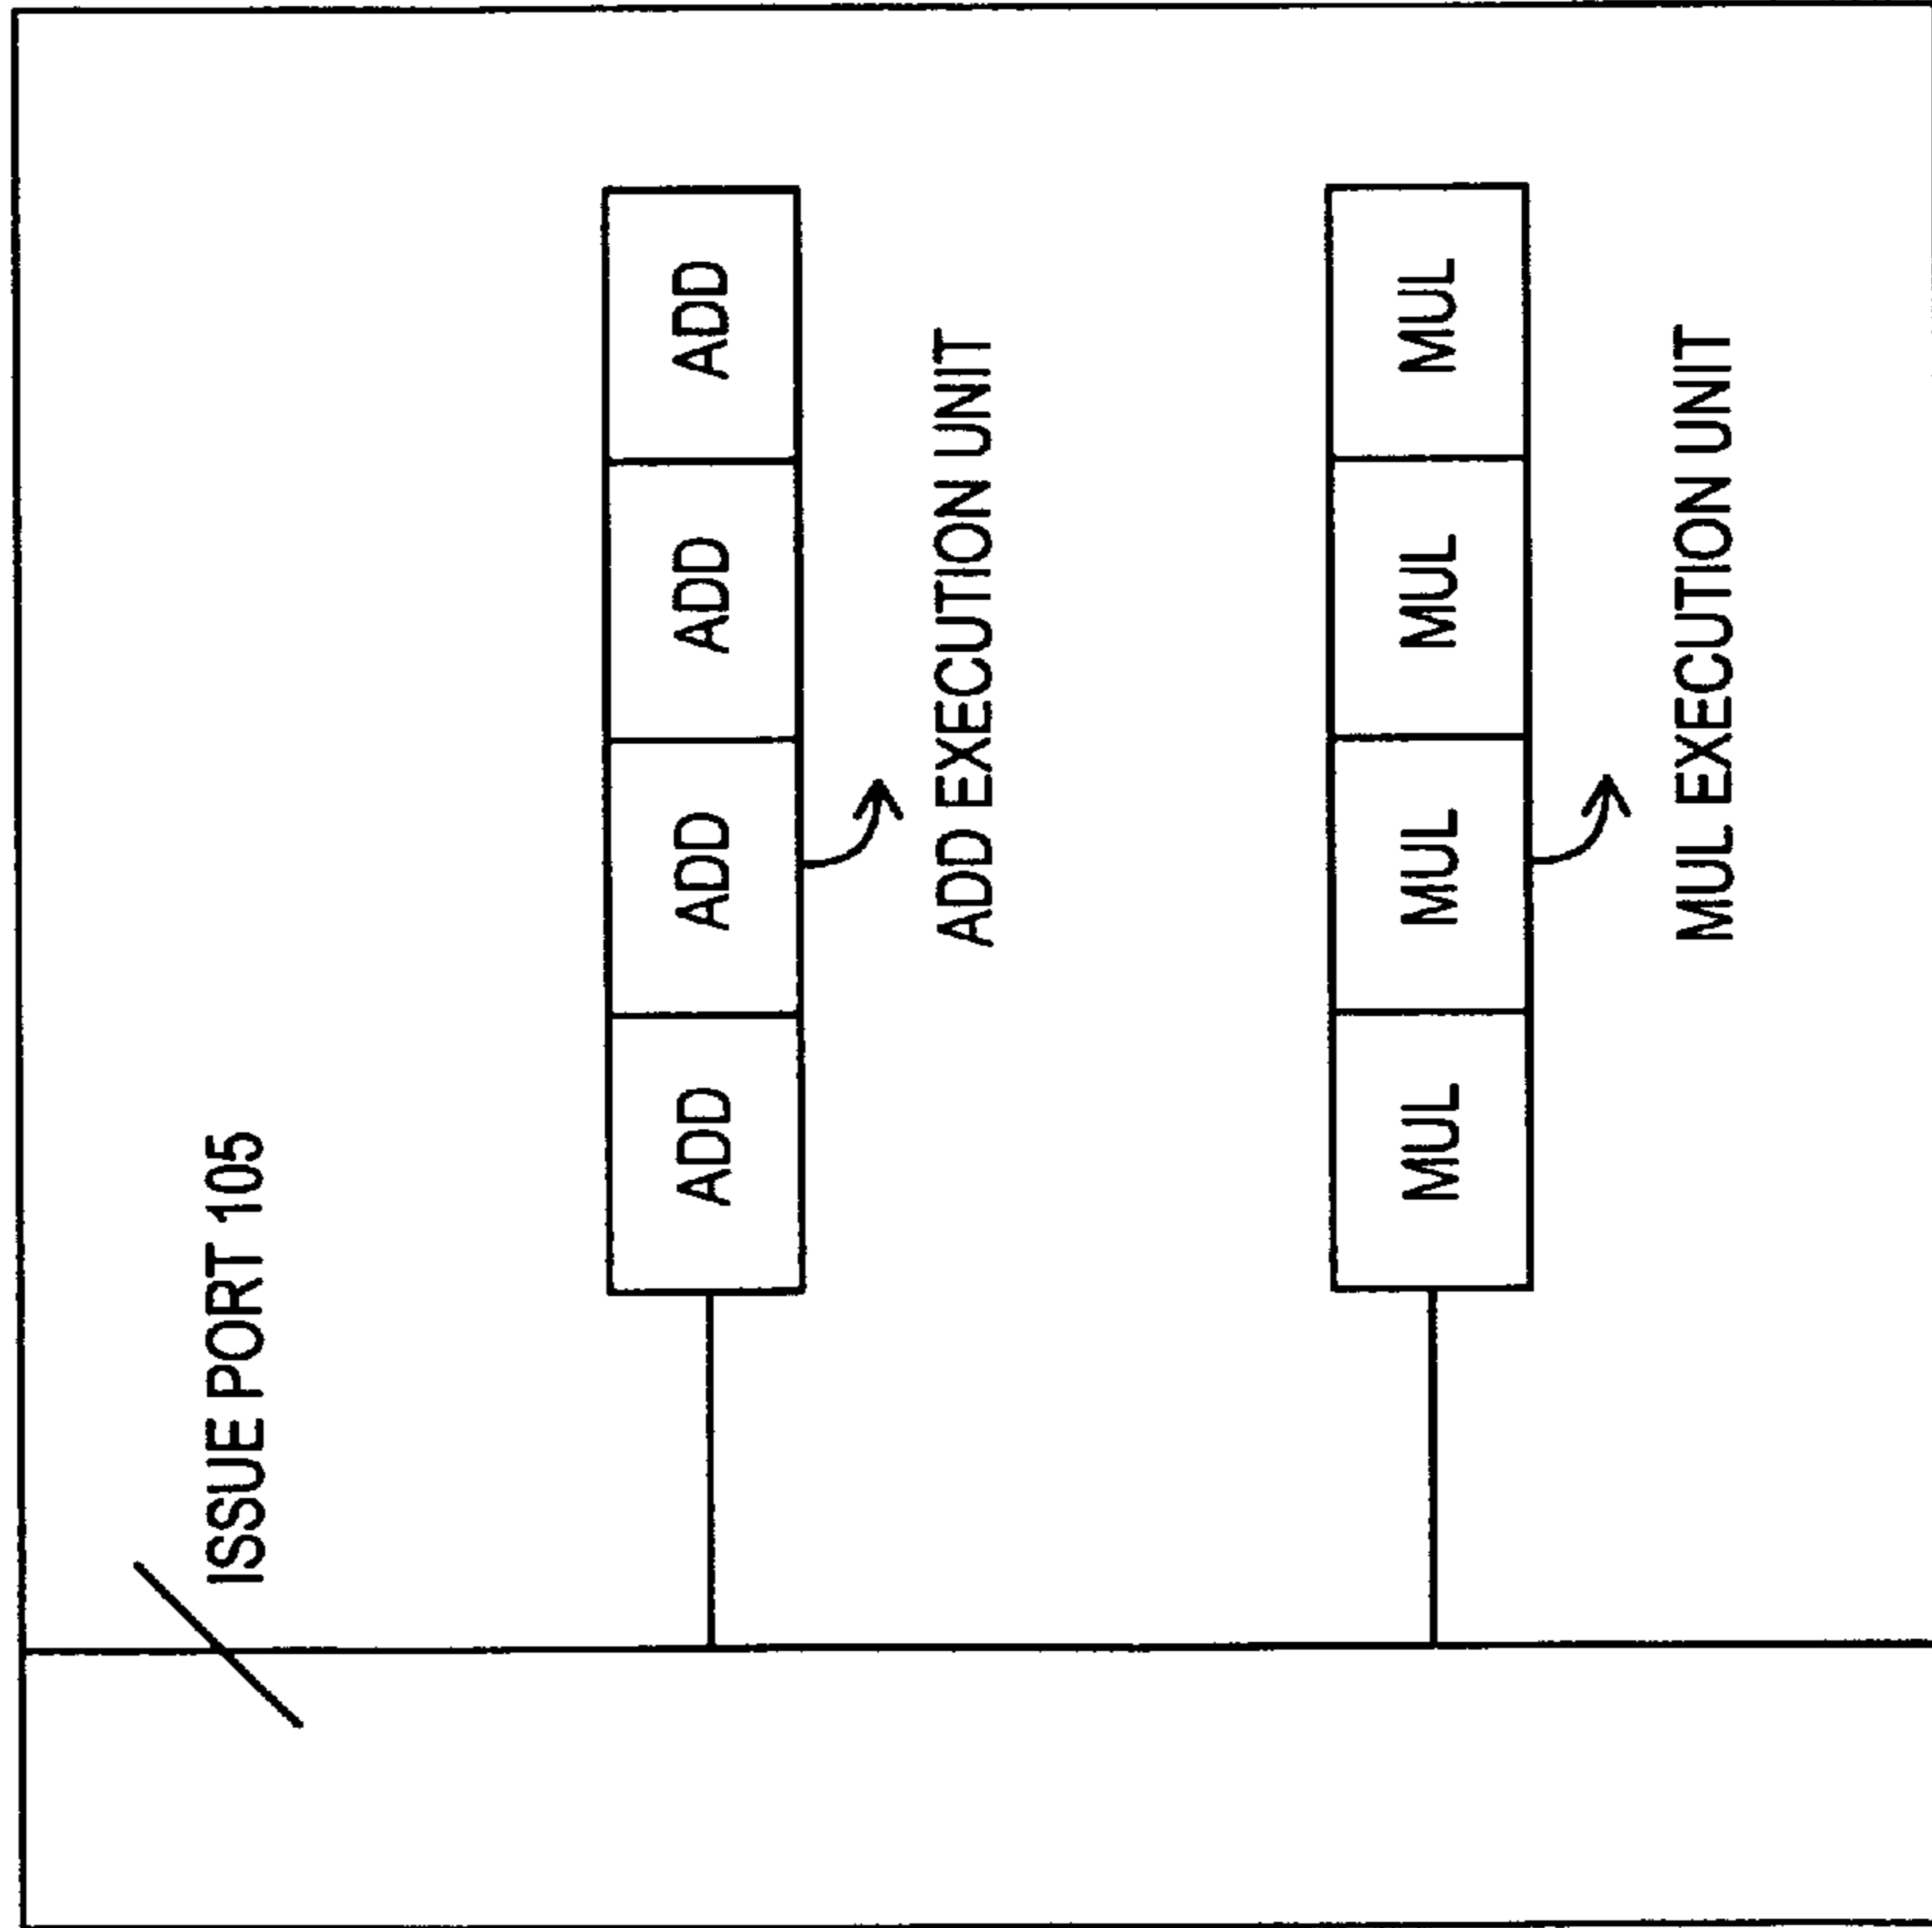 ISSUE PORT 105
ADD
ADD
ADD
ADD
ADD EXECUTION UNIT
MUL
MUL
MUL
MUL
MUL EXECUTION UNIT